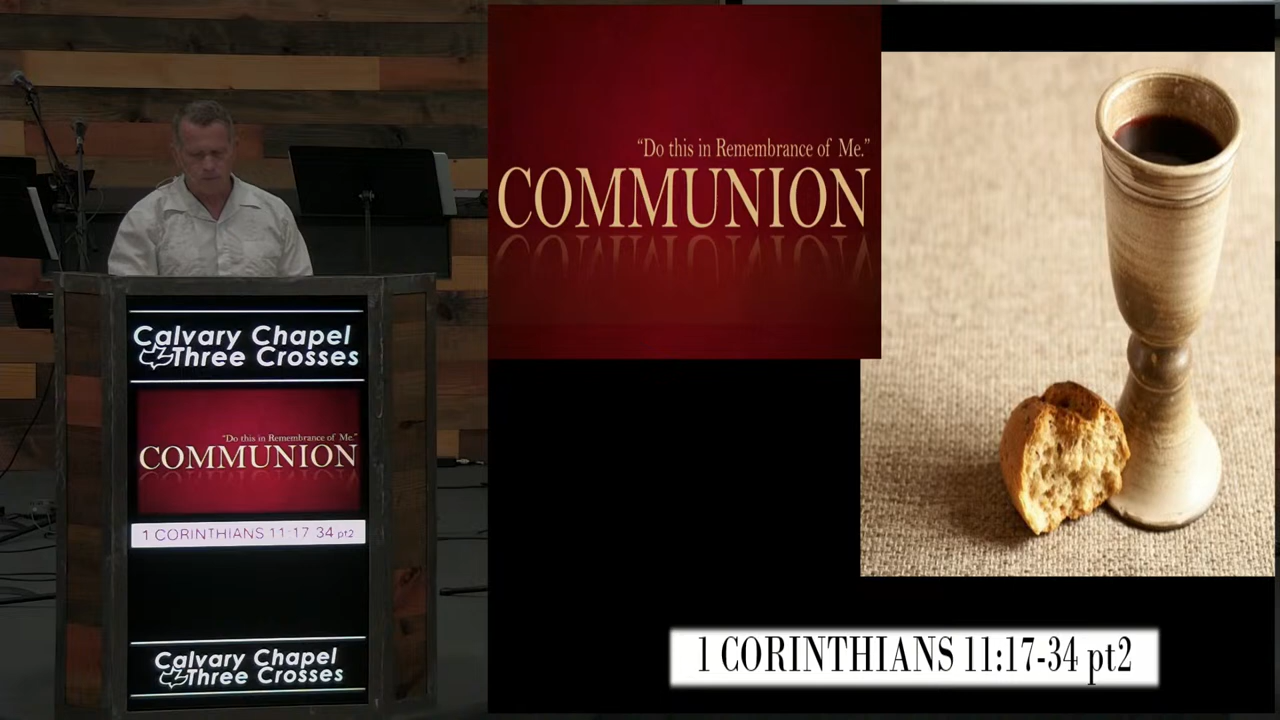 Calvary Chapel
Three Crosses
"Do this in Remembrance of Me."
COMMUNION
1 CORINTHIANS 11:17-34 pt2
Calvary Chapel
Three Crosses
"Do this in Remembrance of Me."
COMMUNION
1 CORINTHIANS 11:17-34 pt2